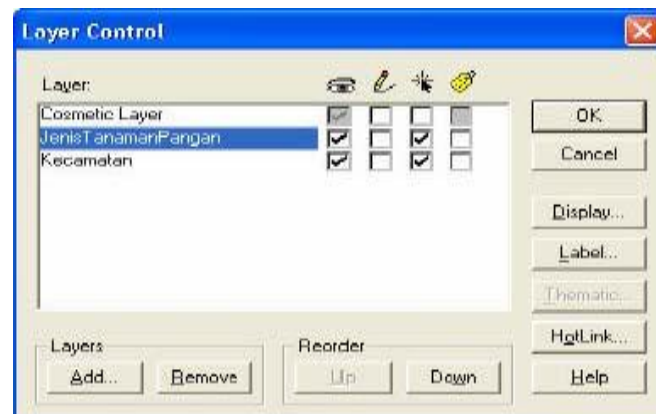 Layer Control
Layer:
Cosmetic Layer
JenisTanamanPangan
Kecamatan
OK
Cancel
Display...
Label...
Thematic...
HotLink...
Help
Layers
Add...
Remove
Reorder
Up
Down